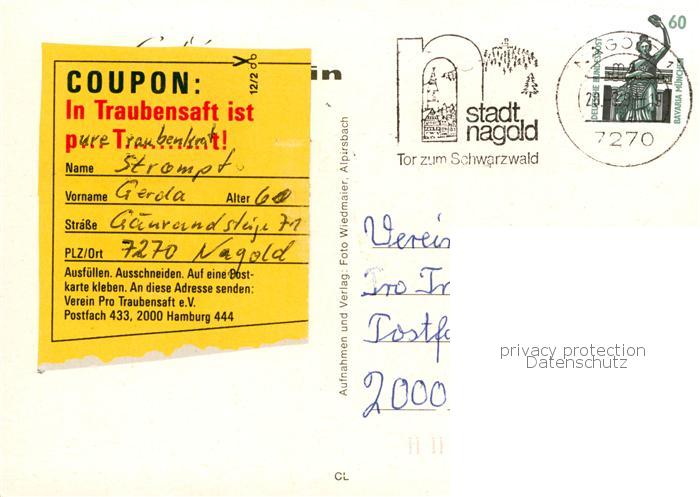 COUPON:
12/2
In Traubensaft ist
pure Traubenkraft!
Name Strompf
Vorname Gerda Alter 60
Straße Gäurandsteige 71
PLZ/Ort 7270 Nagold
Ausfüllen. Ausschneiden. Auf eine Post-
karte kleben. An diese Adresse senden:
Verein Pro Traubensaft e.V.
Postfach 433, 2000 Hamburg 444
Aufnahmen und Verlag: Foto Wiedmaier, Alpirsbach
CL
n
stadt
nagold
Tor zum Schwarzwald
7270
60
DEUTSCHE BUNDESPOST
BAVARIA MÜNCHEN
Verein
Pro Tr
Postfa
2000
privacy protection
Datenschutz